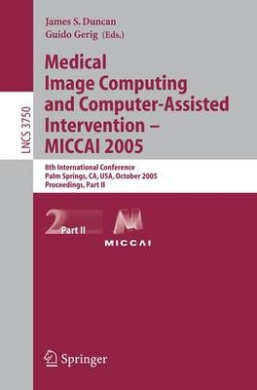 James S. Duncan
Guido Gerig (Eds.)
LNCS 3750
Medical
Image Computing
and Computer-Assisted
Intervention –
MICCAI 2005
8th International Conference
Palm Springs, CA, USA, October 2005
Proceedings, Part II
2 Part II
MICCAI
Springer